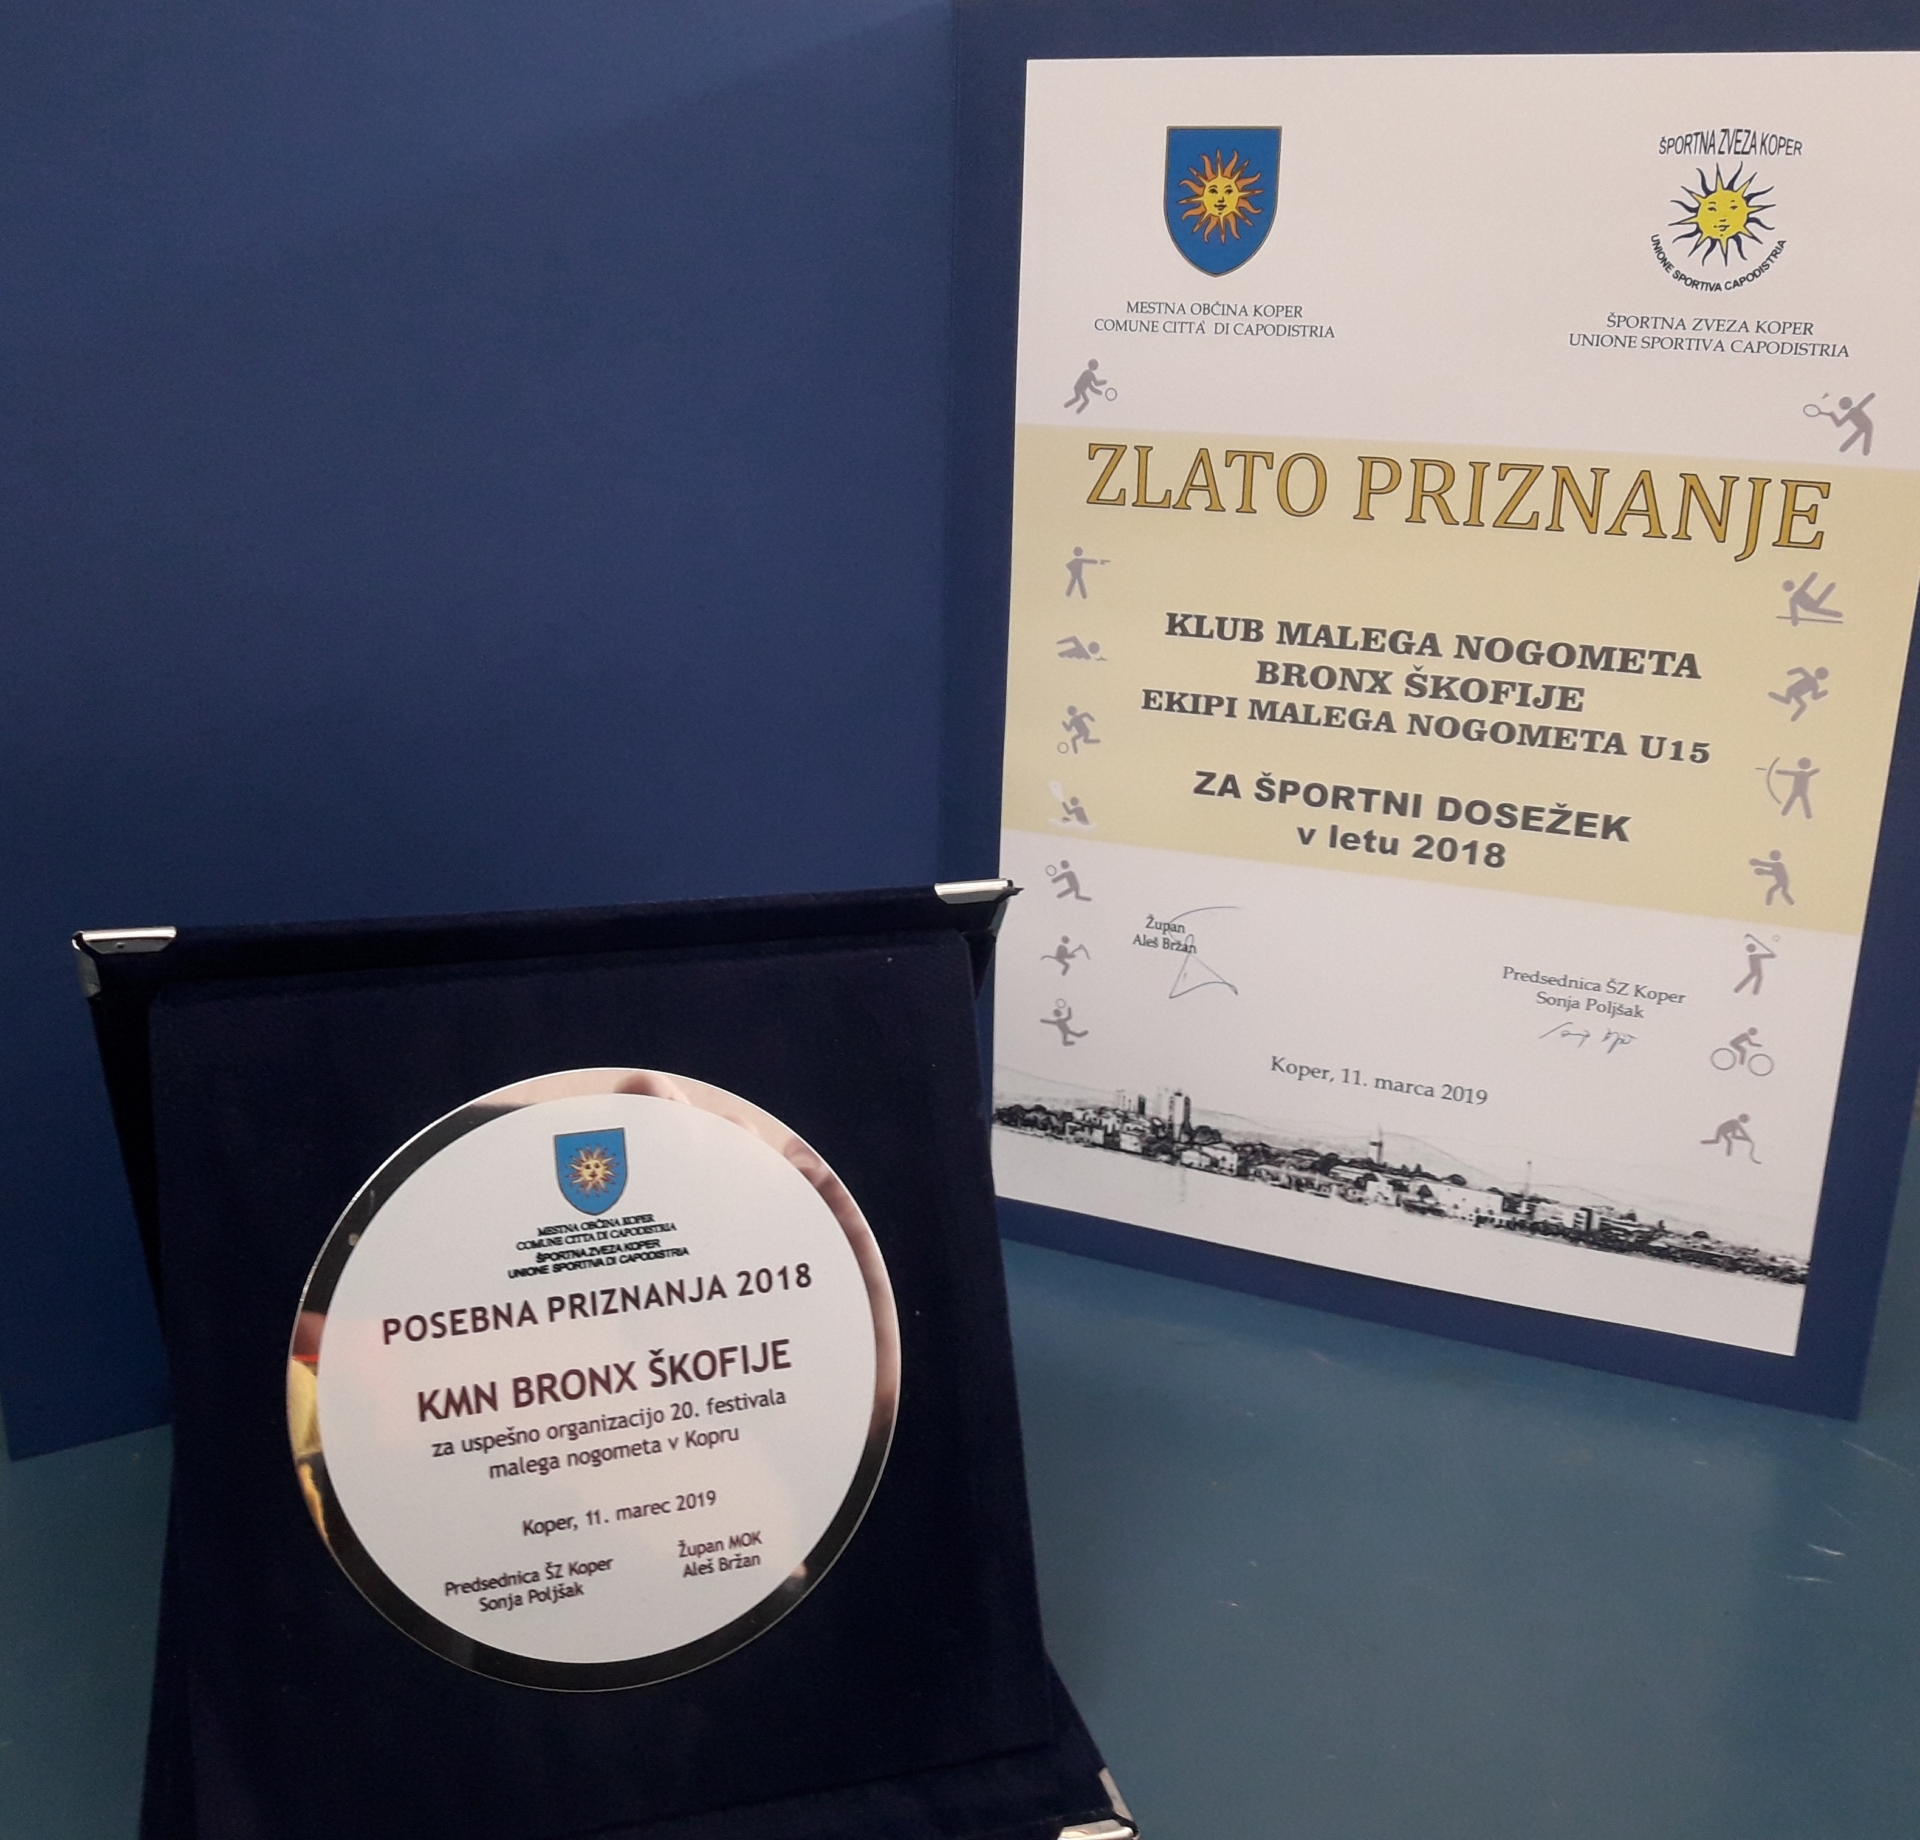 MESTNA OBČINA KOPER
COMUNE CITTA' DI CAPODISTRIA
ŠPORTNA ZVEZA KOPER
UNIONE SPORTIVA CAPODISTRIA
ŠPORTNA ZVEZA KOPER
UNIONE SPORTIVA CAPODISTRIA
ZLATO PRIZNANJE
KLUB MALEGA NOGOMETA
BRONX ŠKOFIJE
EKIPI MALEGA NOGOMETA U15
ZA ŠPORTNI DOSEŽEK
v letu 2018
Župan
Aleš Bržan
Predsednica ŠZ Koper
Sonja Poljšak
Koper, 11. marca 2019
MESTNA OBČINA KOPER
COMUNE CITTA DI CAPODISTRIA
ŠPORTNA ZVEZA KOPER
UNIONE SPORTIVA DI CAPODISTRIA
POSEBNA PRIZNANJA 2018
KMN BRONX ŠKOFIJE
za uspešno organizacijo 20. festivala
malega nogometa v Kopru
Koper, 11. marec 2019
Predsednica ŠZ Koper
Sonja Poljšak
Župan MOK
Aleš Bržan